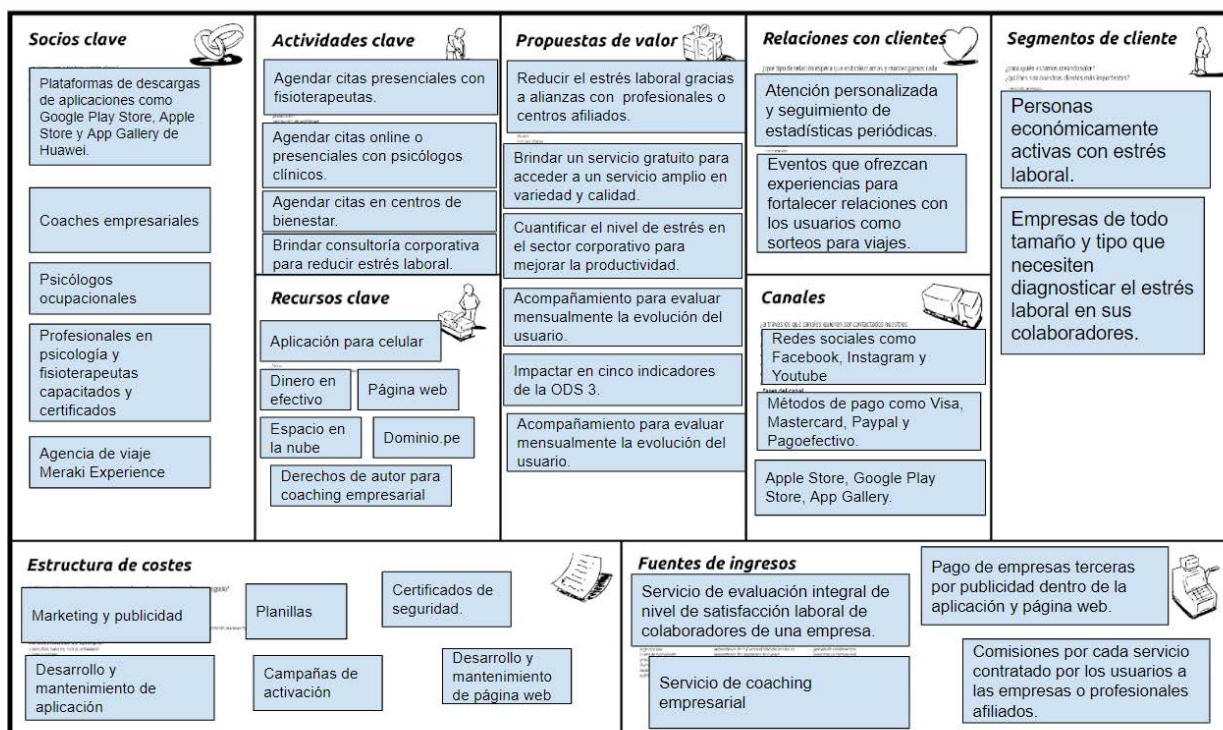 Socios clave
Plataformas de descargas
de aplicaciones como
Google Play Store, Apple
Store y App Gallery de
Huawei.
Coaches empresariales
Psicólogos
ocupacionales
Profesionales en
psicología y
fisioterapeutas
capacitados y
certificados
Agencia de viaje
Meraki Experience
Actividades clave
Agendar citas presenciales con
fisioterapeutas.
Agendar citas online o
presenciales con psicólogos
clínicos.
Agendar citas en centros de
bienestar.
Brindar consultoría corporativa
para reducir estrés laboral.
Recursos clave
Aplicación para celular
Dinero en
efectivo
Página web
Espacio en
la nube
Dominio.pe
Derechos de autor para
coaching empresarial
Propuestas de valor
Reducir el estrés laboral gracias
a alianzas con profesionales o
centros afiliados.
Brindar un servicio gratuito para
acceder a un servicio amplio en
variedad y calidad.
Cuantificar el nivel de estrés en
el sector corporativo para
mejorar la productividad.
Acompañamiento para evaluar
mensualmente la evolución del
usuario.
Impactar en cinco indicadores
de la ODS 3.
Acompañamiento para evaluar
mensualmente la evolución del
usuario.
Relaciones con clientes
Atención personalizada
y seguimiento de
estadísticas periódicas.
Eventos que ofrezcan
experiencias para
fortalecer relaciones con
los usuarios como
sorteos para viajes.
Canales
Redes sociales como
Facebook, Instagram y
Youtube
Métodos de pago como Visa,
Mastercard, Paypal y
Pagoefectivo.
Apple Store, Google Play
Store, App Gallery.
Segmentos de cliente
¿Para quién estamos creando valor?
¿Quiénes son nuestros clientes más importantes?
Personas
económicamente
activas con estrés
laboral.
Empresas de todo
tamaño y tipo que
necesiten
diagnosticar el estrés
laboral en sus
colaboradores.
Estructura de costes
Marketing y publicidad
Planillas
Certificados de
seguridad.
Desarrollo y
mantenimiento de
aplicación
Campañas de
activación
Desarrollo y
mantenimiento
de página web
Fuentes de ingresos
Servicio de evaluación integral de
nivel de satisfacción laboral de
colaboradores de una empresa.
Servicio de coaching
empresarial
Pago de empresas terceras
por publicidad dentro de la
aplicación y página web.
Comisiones por cada servicio
contratado por los usuarios a
las empresas o profesionales
afiliados.